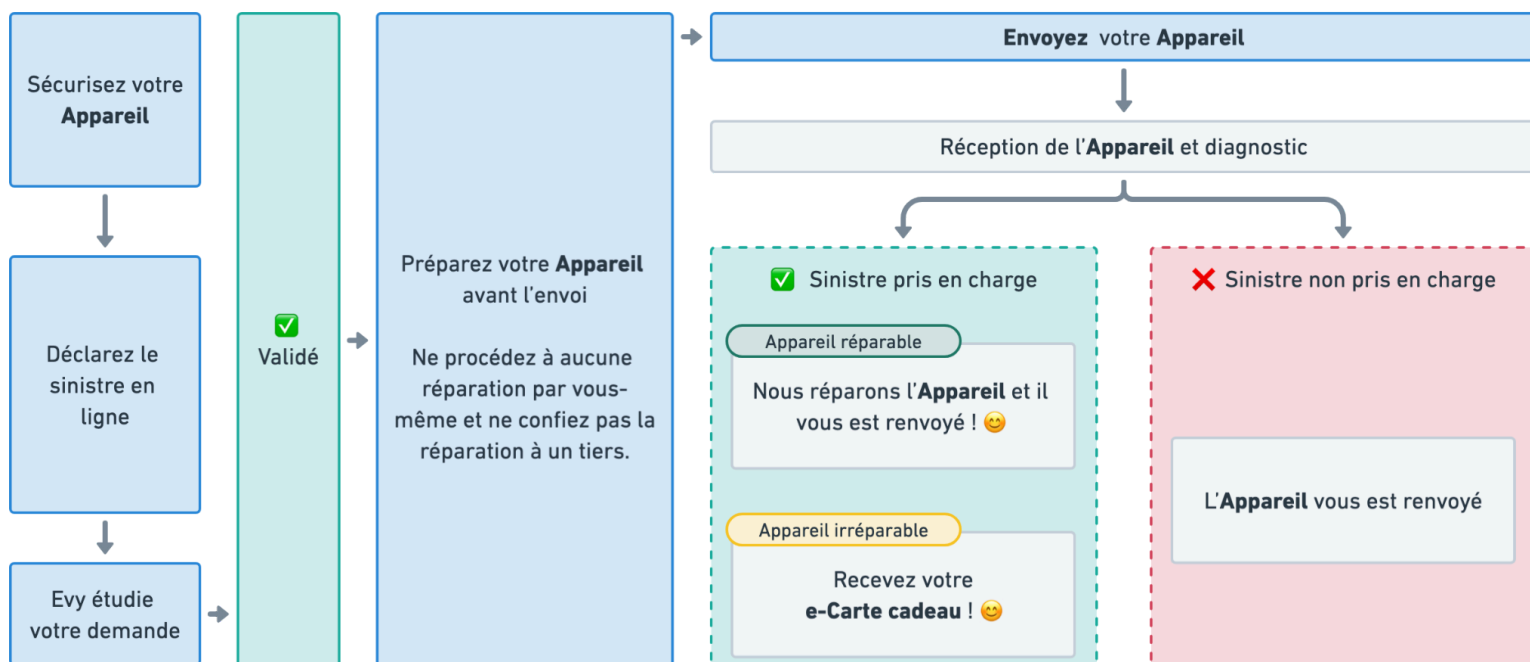 Sécurisez votre
Appareil
Déclarez le
sinistre en
ligne
Evy étudie
votre demande
✅
Validé
Préparez votre Appareil
avant l'envoi
Ne procédez à aucune
réparation par vous-
même et ne confiez pas la
réparation à un tiers.
Envoyez votre Appareil
Réception de l'Appareil et diagnostic
✅ Sinistre pris en charge
Appareil réparable
Nous réparons l'Appareil et il
vous est renvoyé ! 😊
Appareil irréparable
Recevez votre
e-Carte cadeau ! 😊
❌ Sinistre non pris en charge
L'Appareil vous est renvoyé